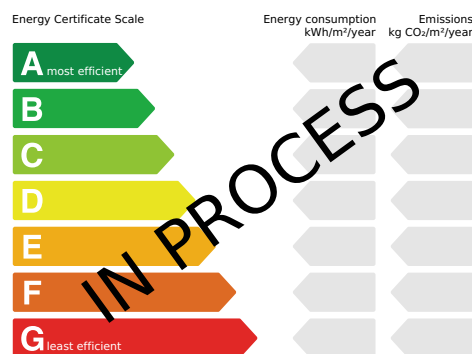 Energy Certificate Scale
Energy consumption
kWh/m²/year
Emissions
kg CO₂/m²/year
A most efficient
B
C
D
E
F
G least efficient
IN PROCESS